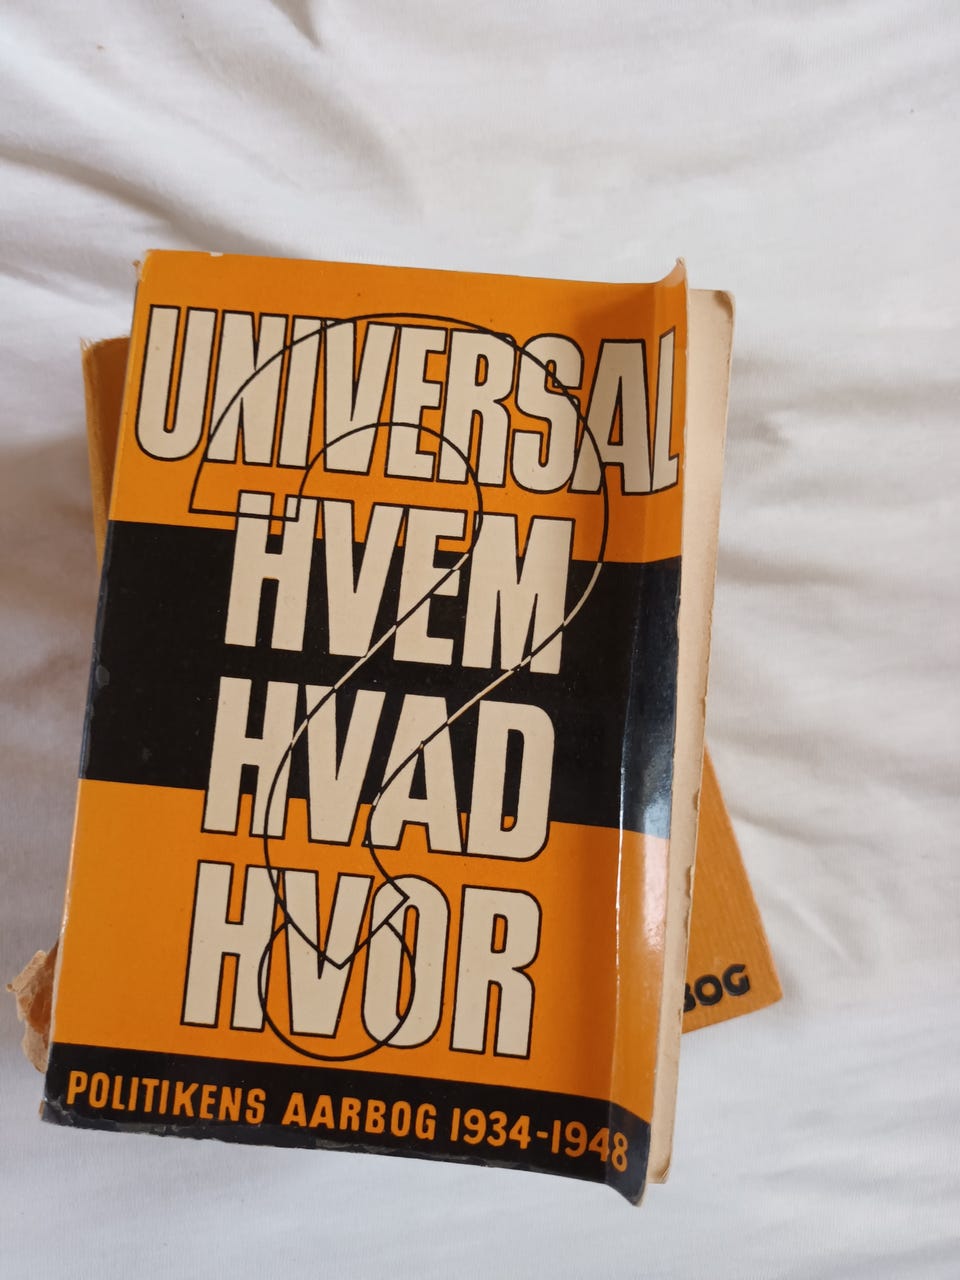 UNIVERSAL
HVEM
HVAD
HVOR
POLITIKENS AARBOG 1934-1948
BOG